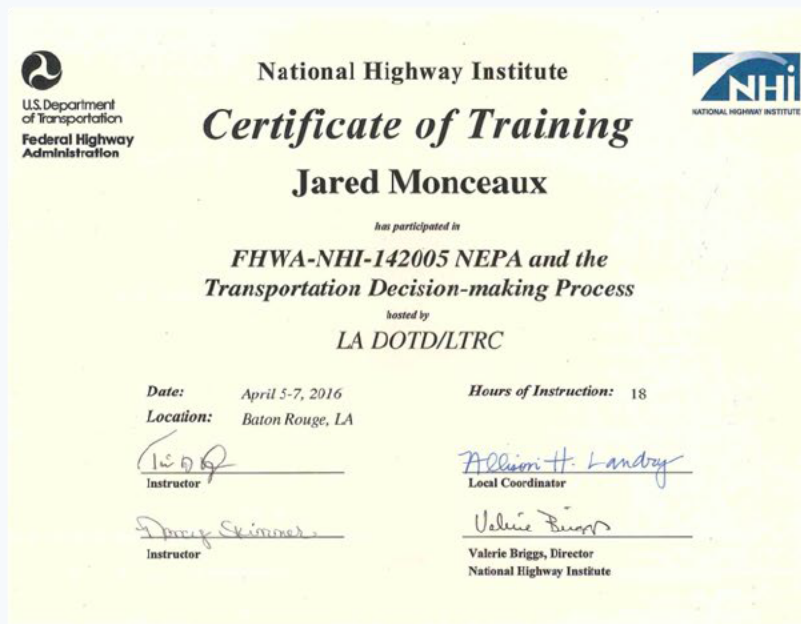 U.S. Department
of Transportation
Federal Highway
Administration
National Highway Institute
NHi
NATIONAL HIGHWAY INSTITUTE
Certificate of Training
Jared Monceaux
has participated in
FHWA-NHI-142005 NEPA and the
Transportation Decision-making Process
hosted by
LA DOTD/LTRC
Date: April 5-7, 2016
Hours of Instruction: 18
Location: Baton Rouge, LA
Instructor
Allison H. Landry
Local Coordinator
Skinner
Instructor
Valerie Briggs
Valerie Briggs, Director
National Highway Institute